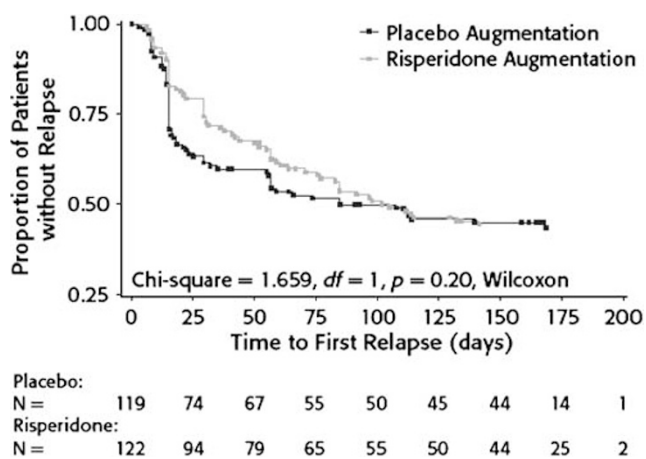 1.00
0.75
0.50
0.25
Proportion of Patients
without Relapse
Placebo Augmentation
Risperidone Augmentation
Chi-square = 1.659, df = 1, p = 0.20, Wilcoxon
0 25 50 75 100 125 150 175 200
Time to First Relapse (days)
Placebo:
N = 119 74 67 55 50 45 44 14 1
Risperidone:
N = 122 94 79 65 55 50 44 25 2